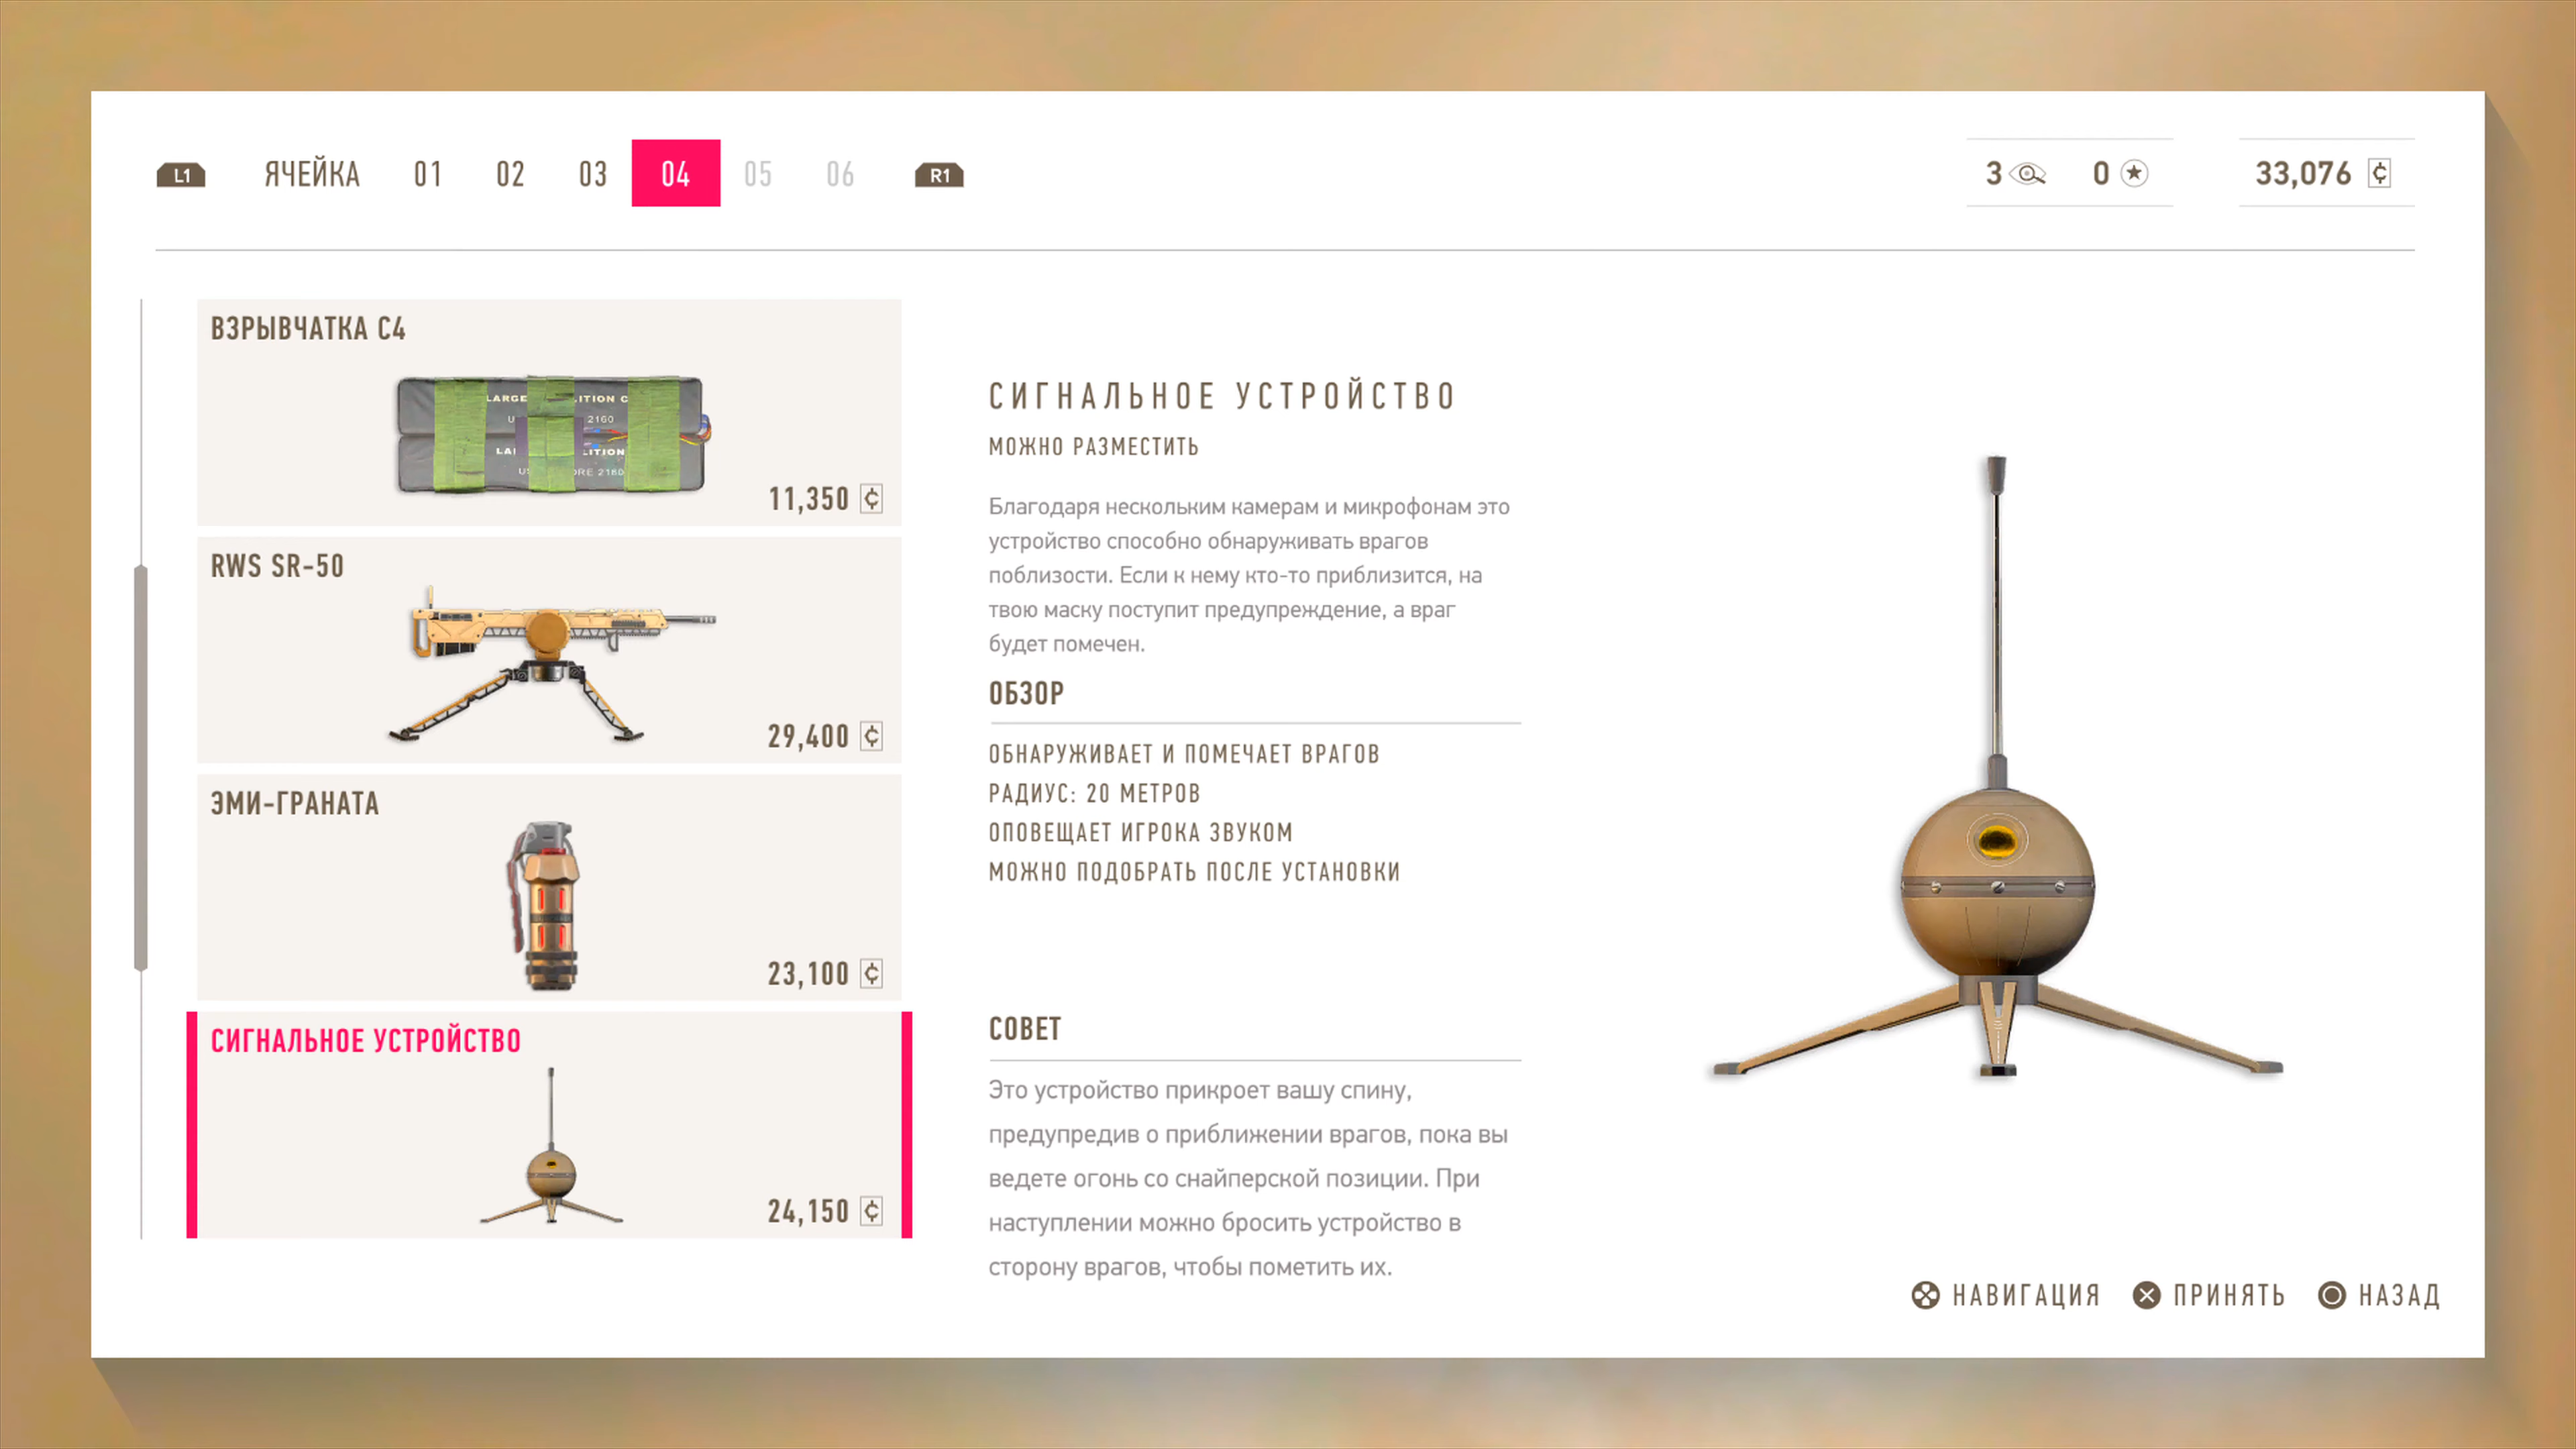 L1 ЯЧЕЙКА 01 02 03 04 05 06 R1
3 0 33,076
ВЗРЫВЧАТКА C4
11,350
RWS SR-50
29,400
ЭМИ-ГРАНАТА
23,100
СИГНАЛЬНОЕ УСТРОЙСТВО
24,150
СИГНАЛЬНОЕ УСТРОЙСТВО
МОЖНО РАЗМЕСТИТЬ
Благодаря нескольким камерам и микрофонам это
устройство способно обнаруживать врагов
поблизости. Если к нему кто-то приблизится, на
твою маску поступит предупреждение, а враг
будет помечен.
ОБЗОР
ОБНАРУЖИВАЕТ И ПОМЕЧАЕТ ВРАГОВ
РАДИУС: 20 МЕТРОВ
ОПОВЕЩАЕТ ИГРОКА ЗВУКОМ
МОЖНО ПОДОБРАТЬ ПОСЛЕ УСТАНОВКИ
СОВЕТ
Это устройство прикроет вашу спину,
предупредив о приближении врагов, пока вы
ведете огонь со снайперской позиции. При
наступлении можно бросить устройство в
сторону врагов, чтобы пометить их.
НАВИГАЦИЯ ПРИНЯТЬ НАЗАД